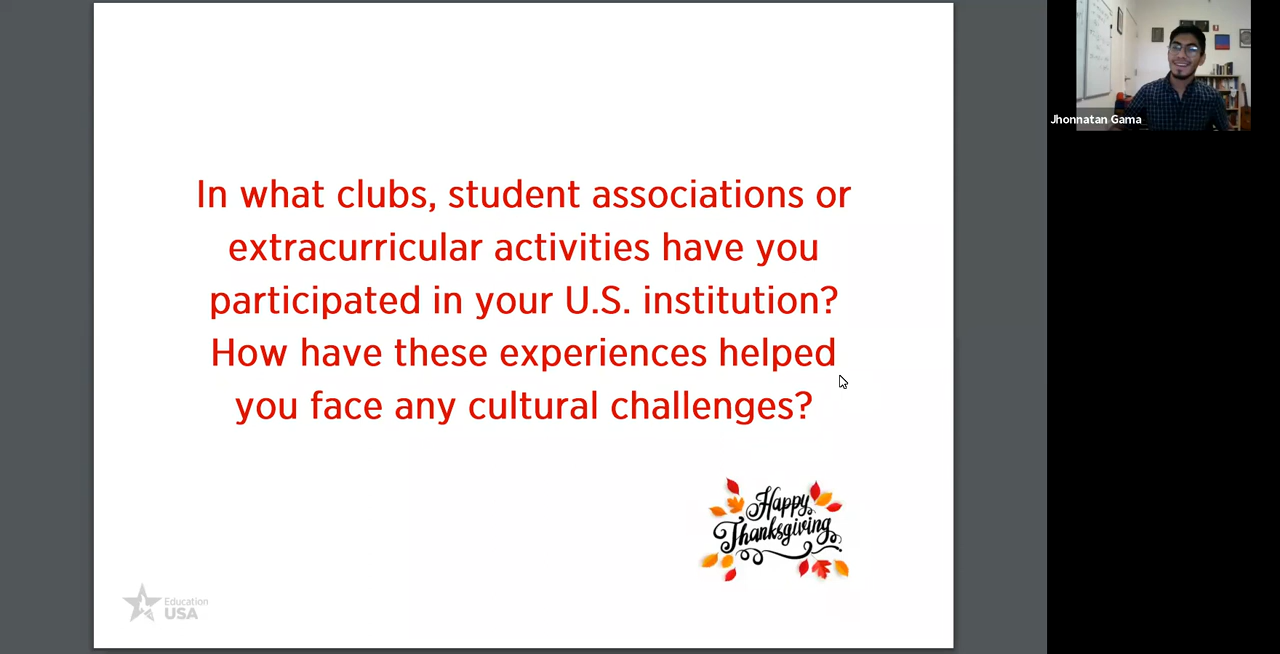 In what clubs, student associations or
extracurricular activities have you
participated in your U.S. institution?
How have these experiences helped
you face any cultural challenges?
Happy
Thanksgiving
Education
USA
Jhonnatan Gama